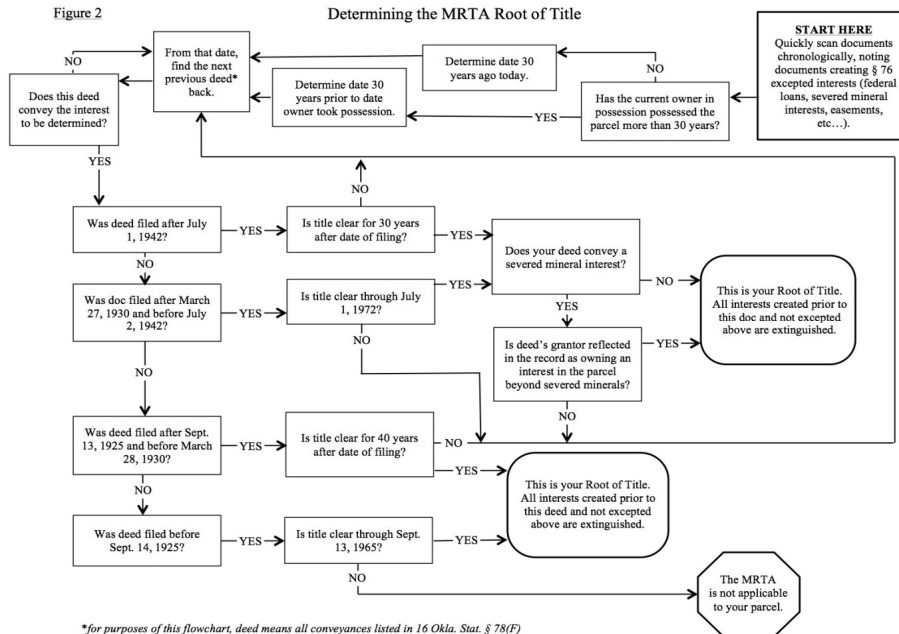 Figure 2
Determining the MRTA Root of Title
START HERE
Quickly scan documents
chronologically, noting
documents creating § 76
excepted interests (federal
loans, severed mineral
interests, easements,
etc…).
Has the current owner in
possession possessed the
parcel more than 30 years?
NO
Determine date 30
years ago today.
YES
Determine date 30
years prior to date
owner took possession.
From that date,
find the next
previous deed*
back.
NO
Does this deed
convey the interest
to be determined?
YES
Was deed filed after July
1, 1942?
YES
Is title clear for 30 years
after date of filing?
NO
YES
Does your deed convey a
severed mineral interest?
NO
This is your Root of Title.
All interests created prior to
this doc and not excepted
above are extinguished.
YES
Is deed’s grantor reflected
in the record as owning an
interest in the parcel
beyond severed minerals?
YES
NO
NO
Was doc filed after March
27, 1930 and before July
2, 1942?
YES
Is title clear through July
1, 1972?
YES
NO
NO
Was deed filed after Sept.
13, 1925 and before March
28, 1930?
YES
Is title clear for 40 years
after date of filing?
NO
YES
This is your Root of Title.
All interests created prior to
this deed and not excepted
above are extinguished.
NO
Was deed filed before
Sept. 14, 1925?
YES
Is title clear through Sept.
13, 1965?
YES
NO
The MRTA
is not applicable
to your parcel.
*for purposes of this flowchart, deed means all conveyances listed in 16 Okla. Stat. § 78(F)